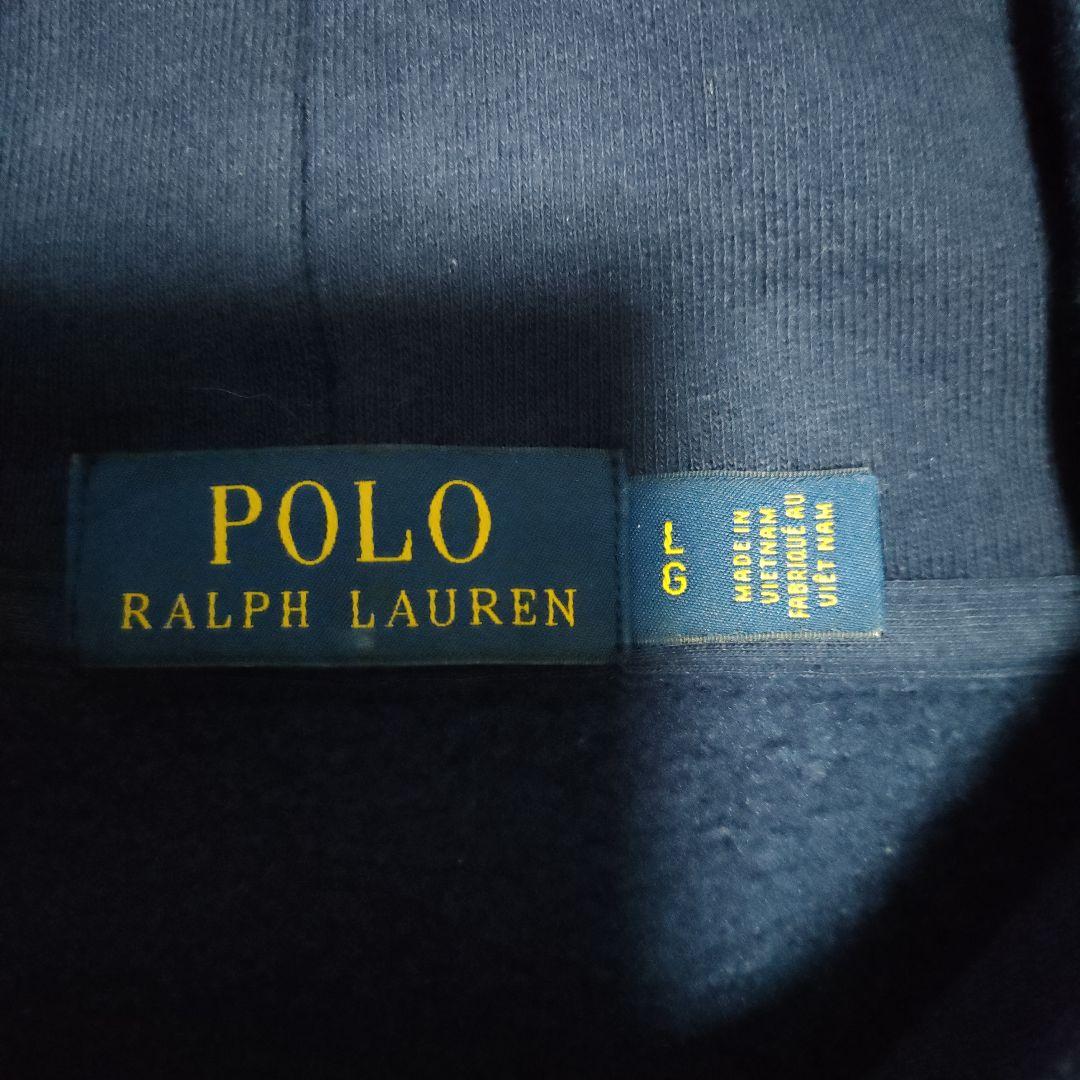 POLO
RALPH LAUREN
L
G
MADE IN
VIETNAM
FABRIQUÉ AU
VIÊT NAM